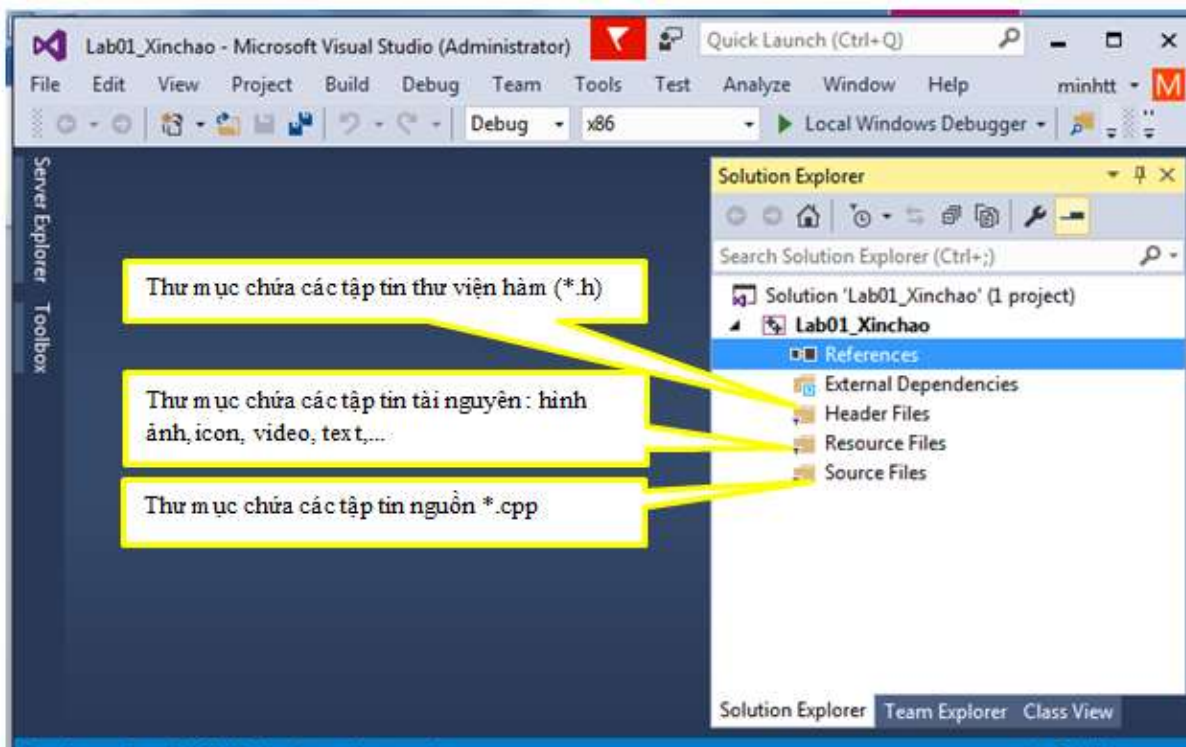 Lab01_Xinchao - Microsoft Visual Studio (Administrator)
Quick Launch (Ctrl+Q)
File Edit View Project Build Debug Team Tools Test Analyze Window Help minhtt M
Debug x86 Local Windows Debugger
Server Explorer
Toolbox
Solution Explorer
Search Solution Explorer (Ctrl+;)
Solution 'Lab01_Xinchao' (1 project)
Lab01_Xinchao
References
External Dependencies
Header Files
Resource Files
Source Files
Thư mục chứa các tập tin thư viện hàm (*.h)
Thư mục chứa các tập tin tài nguyên : hình
ảnh, icon, video, text,...
Thư mục chứa các tập tin nguồn *.cpp
Solution Explorer Team Explorer Class View